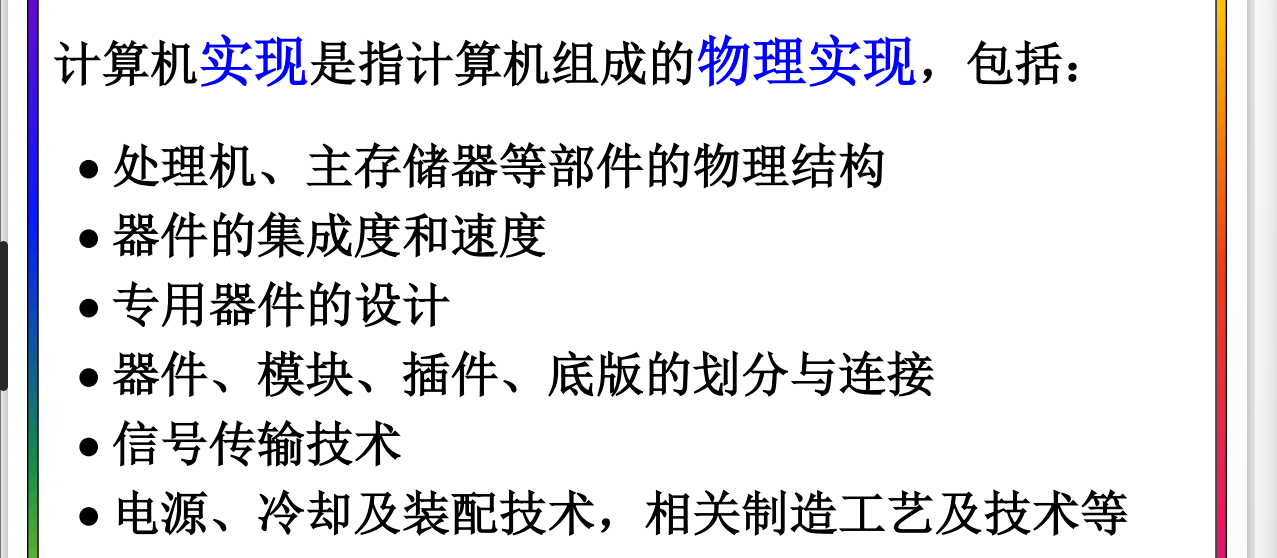 计算机实现是指计算机组成的物理实现，包括：
●处理机、主存储器等部件的物理结构
●器件的集成度和速度
●专用器件的设计
●器件、模块、插件、底版的划分与连接
●信号传输技术
●电源、冷却及装配技术，相关制造工艺及技术等